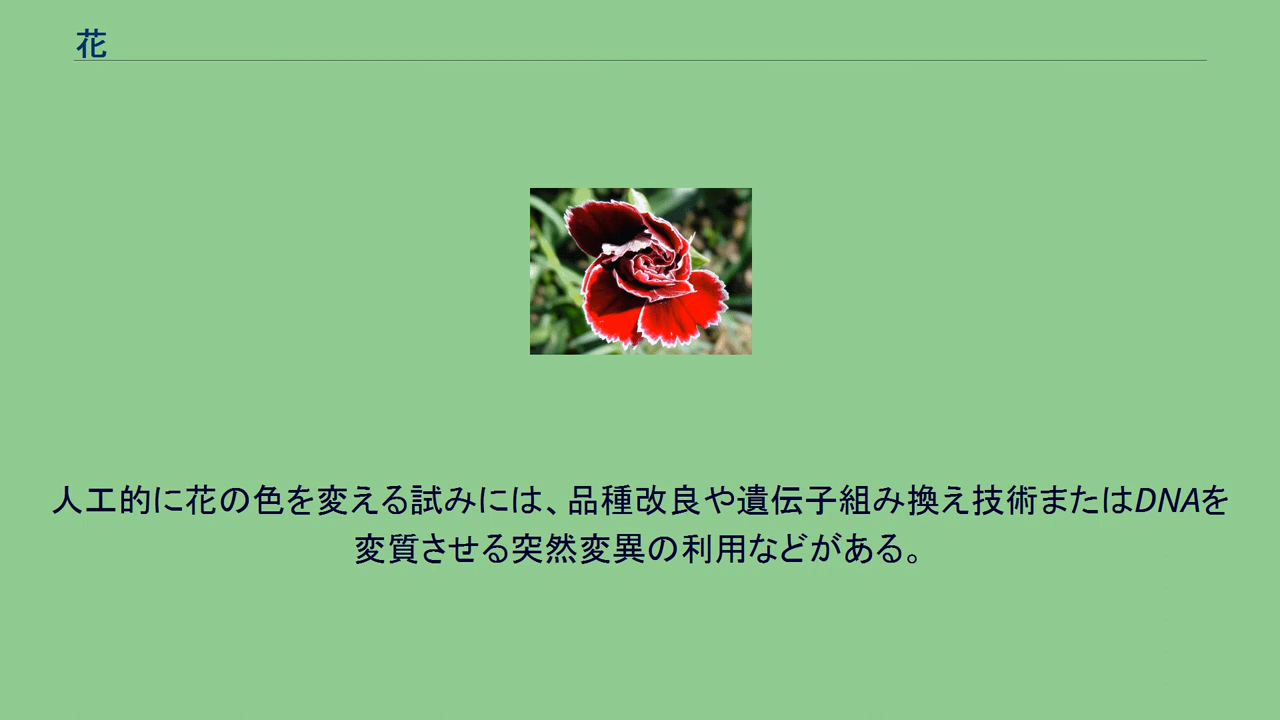 花
人工的に花の色を変える試みには、品種改良や遺伝子組み換え技術またはDNAを
変質させる突然変異の利用などがある。